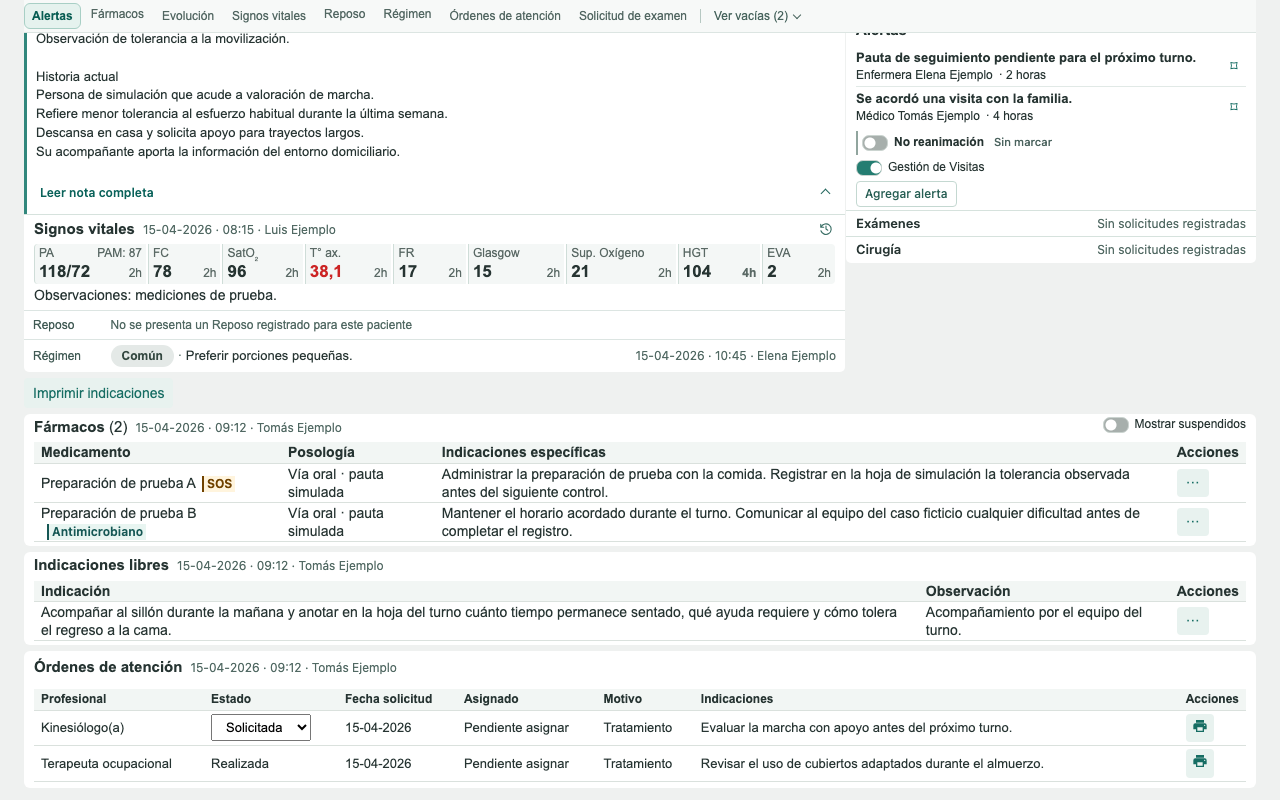 Alertas Fármacos Evolución Signos vitales Reposo Régimen Órdenes de atención Solicitud de examen Ver vacías (2)
Observación de tolerancia a la movilización.
Historia actual
Persona de simulación que acude a valoración de marcha.
Refiere menor tolerancia al esfuerzo habitual durante la última semana.
Descansa en casa y solicita apoyo para trayectos largos.
Su acompañante aporta la información del entorno domiciliario.
Leer nota completa
Alertas
Pauta de seguimiento pendiente para el próximo turno.
Enfermera Elena Ejemplo · 2 horas
Se acordó una visita con la familia.
Médico Tomás Ejemplo · 4 horas
No reanimación Sin marcar
Gestión de Visitas
Agregar alerta
Exámenes Sin solicitudes registradas
Cirugía Sin solicitudes registradas
Signos vitales 15-04-2026 · 08:15 · Luis Ejemplo
PA PAM: 87 FC SatO2 T° ax. FR Glasgow Sup. Oxígeno HGT EVA
118/72 2h 78 2h 96 2h 38,1 2h 17 2h 15 2h 21 2h 104 4h 2 2h
Observaciones: mediciones de prueba.
Reposo No se presenta un Reposo registrado para este paciente
Régimen Común · Preferir porciones pequeñas. 15-04-2026 · 10:45 · Elena Ejemplo
Imprimir indicaciones
Fármacos (2) 15-04-2026 · 09:12 · Tomás Ejemplo Mostrar suspendidos
Medicamento Posología Indicaciones específicas Acciones
Preparación de prueba A SOS
Vía oral · pauta
simulada
Administrar la preparación de prueba con la comida. Registrar en la hoja de simulación la tolerancia observada
antes del siguiente control.
...
Preparación de prueba B
Antimicrobiano
Vía oral · pauta
simulada
Mantener el horario acordado durante el turno. Comunicar al equipo del caso ficticio cualquier dificultad antes de
completar el registro.
...
Indicaciones libres 15-04-2026 · 09:12 · Tomás Ejemplo
Indicación Observación Acciones
Acompañar al sillón durante la mañana y anotar en la hoja del turno cuánto tiempo permanece sentado, qué ayuda requiere y cómo tolera
el regreso a la cama.
Acompañamiento por el equipo del
turno.
...
Órdenes de atención 15-04-2026 · 09:12 · Tomás Ejemplo
Profesional Estado Fecha solicitud Asignado Motivo Indicaciones Acciones
Kinesiólogo(a) Solicitada 15-04-2026 Pendiente asignar Tratamiento Evaluar la marcha con apoyo antes del próximo turno.
Terapeuta ocupacional Realizada 15-04-2026 Pendiente asignar Tratamiento Revisar el uso de cubiertos adaptados durante el almuerzo.